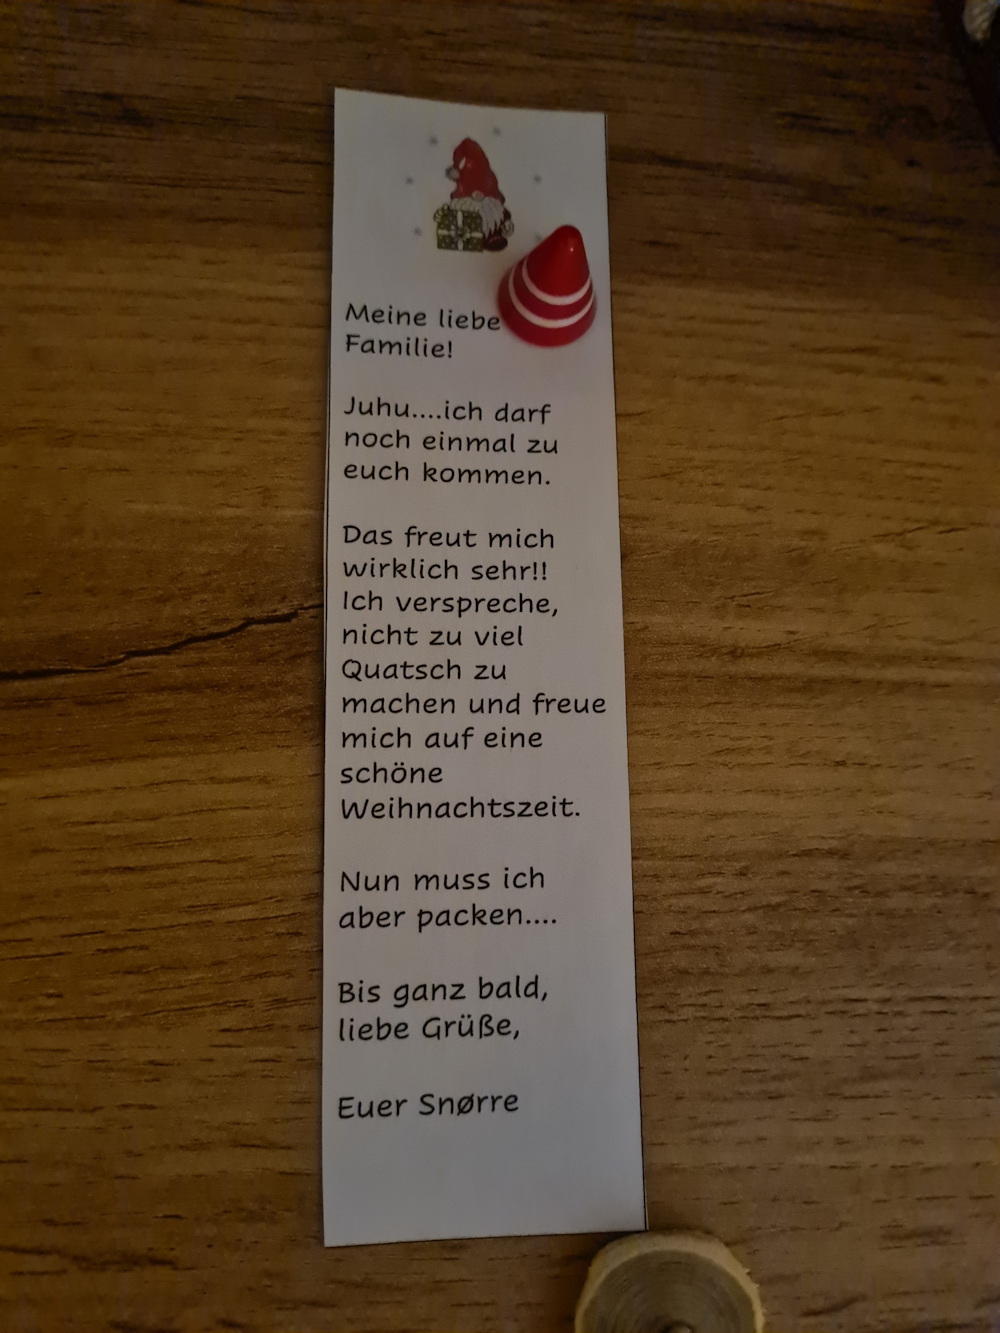 Meine liebe
Familie!
Juhu....ich darf
noch einmal zu
euch kommen.
Das freut mich
wirklich sehr!!
Ich verspreche,
nicht zu viel
Quatsch zu
machen und freue
mich auf eine
schöne
Weihnachtszeit.
Nun muss ich
aber packen....
Bis ganz bald,
liebe Grüße,
Euer Snørre